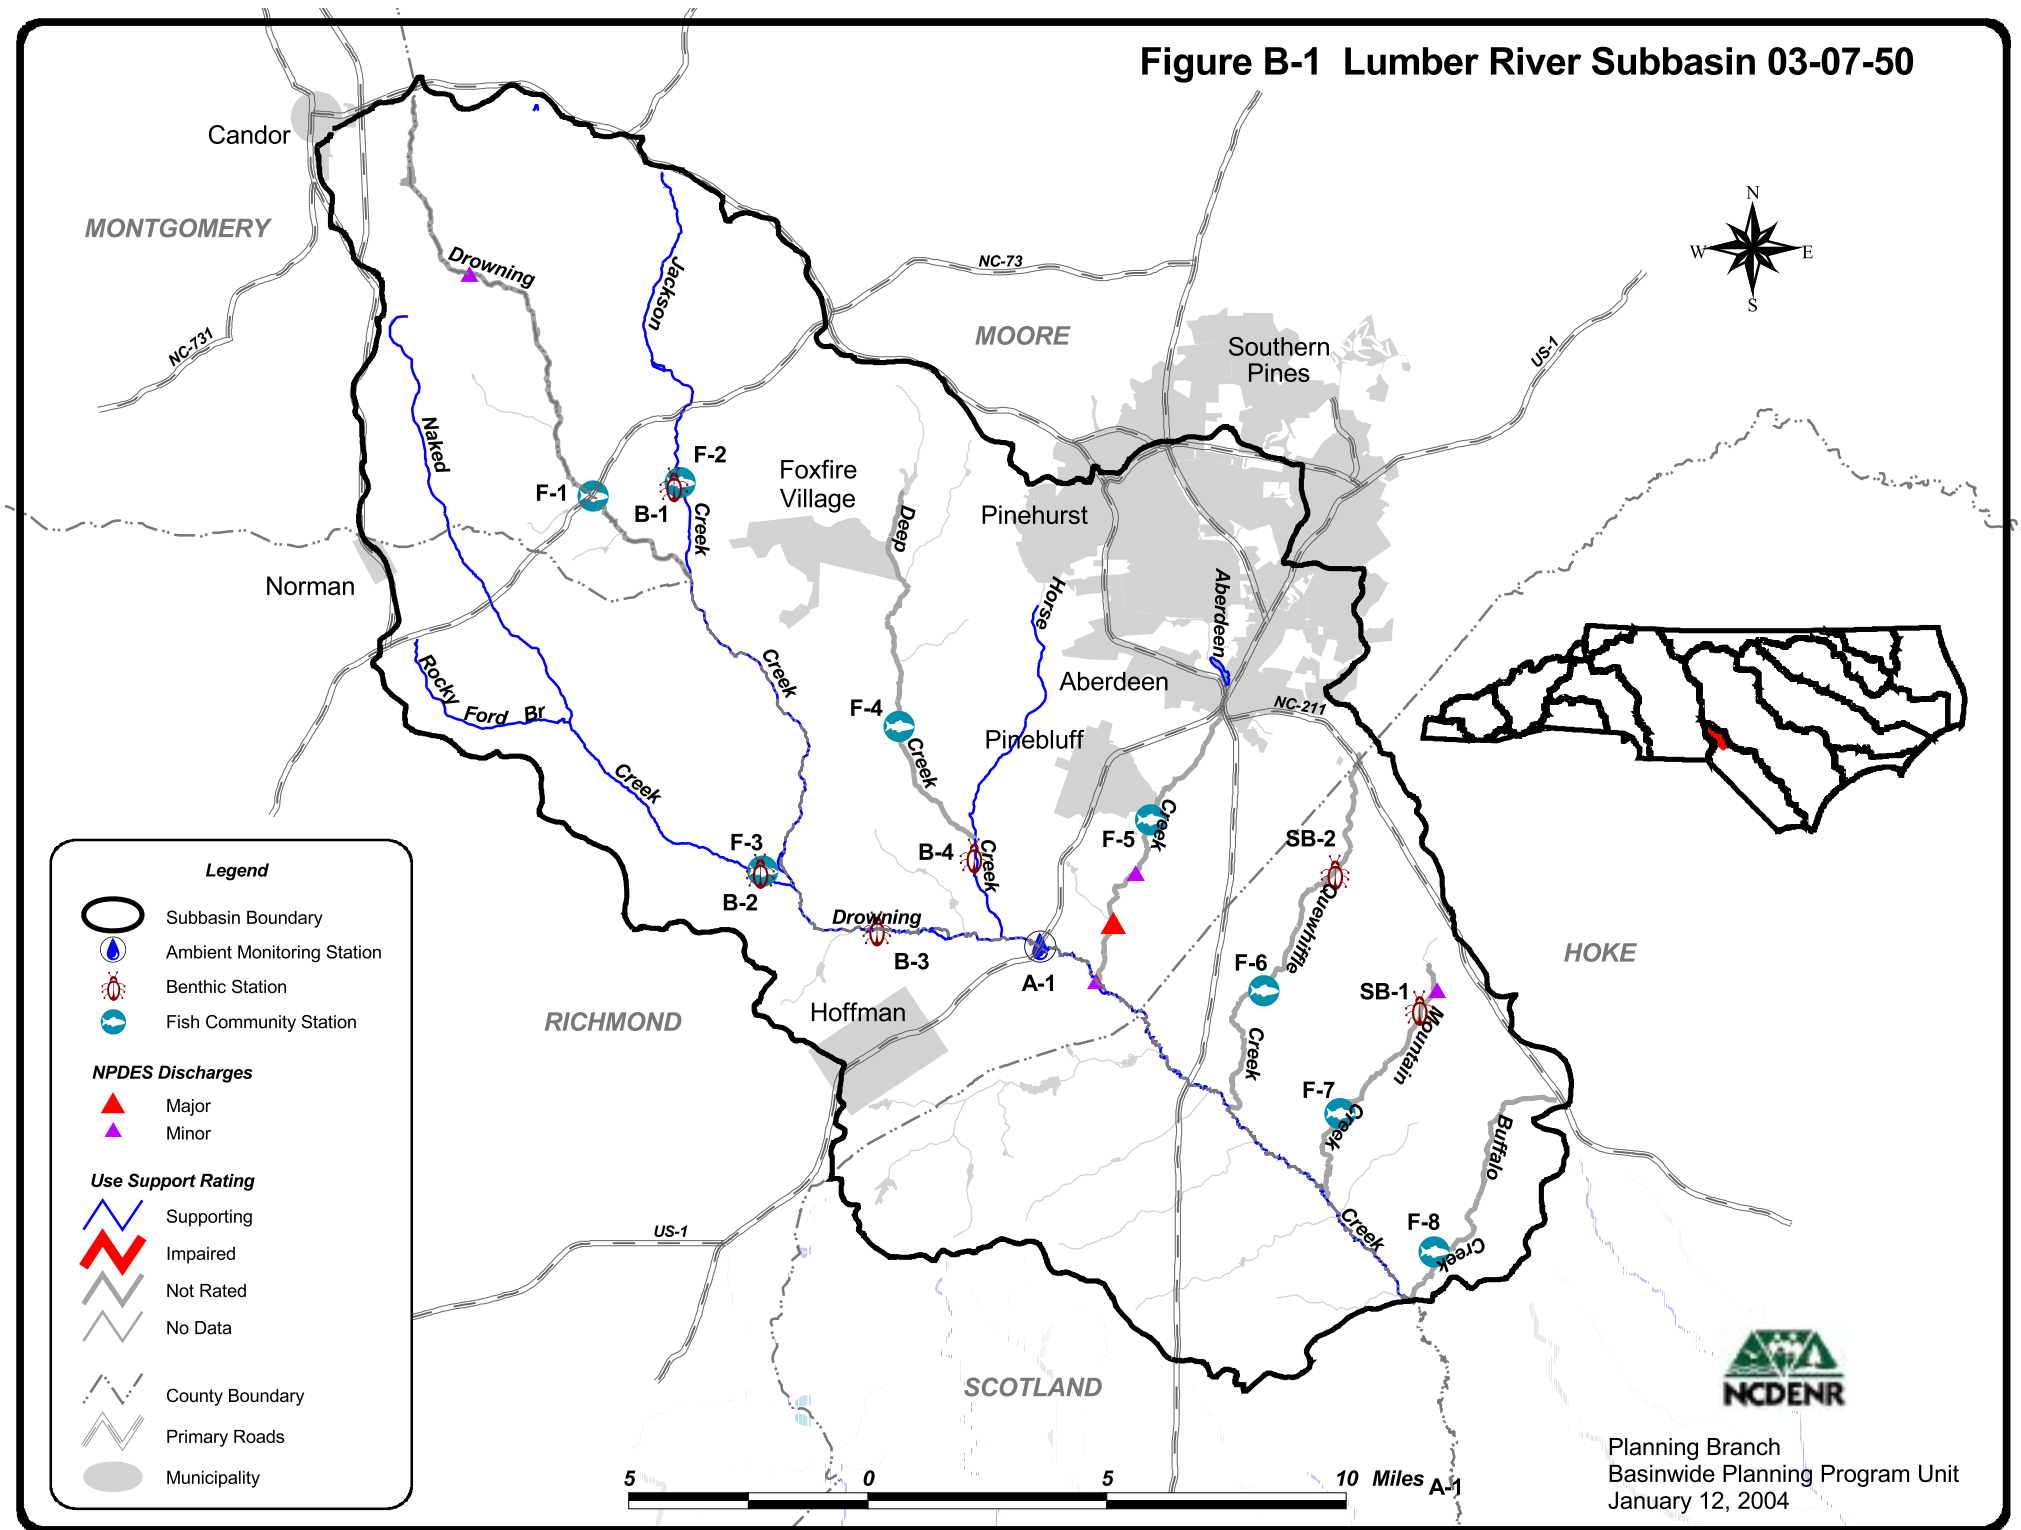 Figure B-1 Lumber River Subbasin 03-07-50
Candor
MONTGOMERY
NC-731
Drowning
Jackson
NC-73
MOORE
Southern
Pines
US-1
N
W
E
S
Naked
F-2
F-1
B-1
Creek
Foxfire
Village
Deep
Pinehurst
Norman
Horse
Aberdeen
Rocky
Ford
Br
Creek
F-4
Aberdeen
NC-211
Pinebluff
Creek
Creek
Creek
F-3
B-2
B-4
Creek
F-5
SB-2
Drowning
B-3
A-1
Quewhiffle
F-6
SB-1
HOKE
RICHMOND
Hoffman
Creek
Mountain
F-7
Creek
Buffalo
F-8
Creek
Creek
US-1
SCOTLAND
Legend
Subbasin Boundary
Ambient Monitoring Station
Benthic Station
Fish Community Station
NPDES Discharges
Major
Minor
Use Support Rating
Supporting
Impaired
Not Rated
No Data
County Boundary
Primary Roads
Municipality
5 0 5 10 Miles
A-1
NCDENR
Planning Branch
Basinwide Planning Program Unit
January 12, 2004